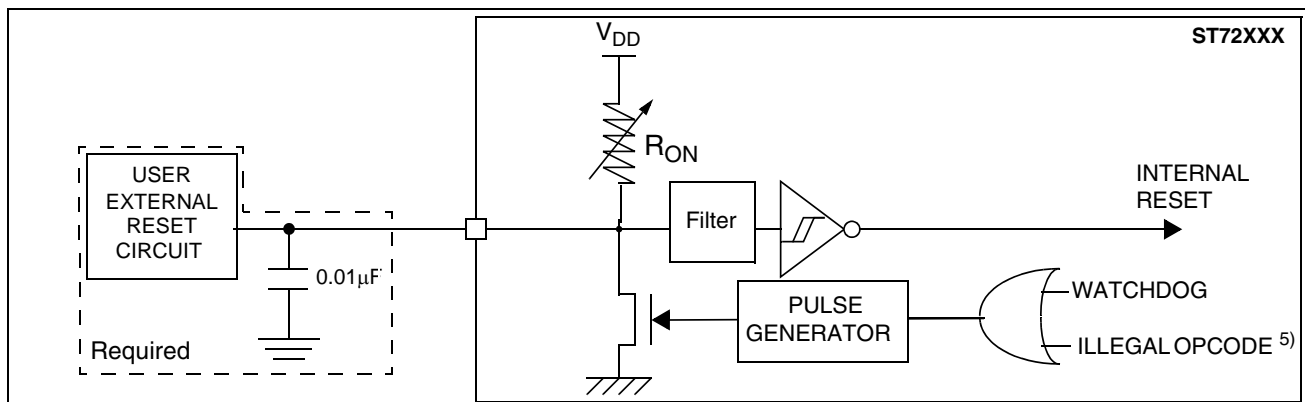 V_DD
ST72XXX
R_ON
USER
EXTERNAL
RESET
CIRCUIT
0.01µF
Required
Filter
INTERNAL
RESET
PULSE
GENERATOR
WATCHDOG
ILLEGAL OPCODE 5)